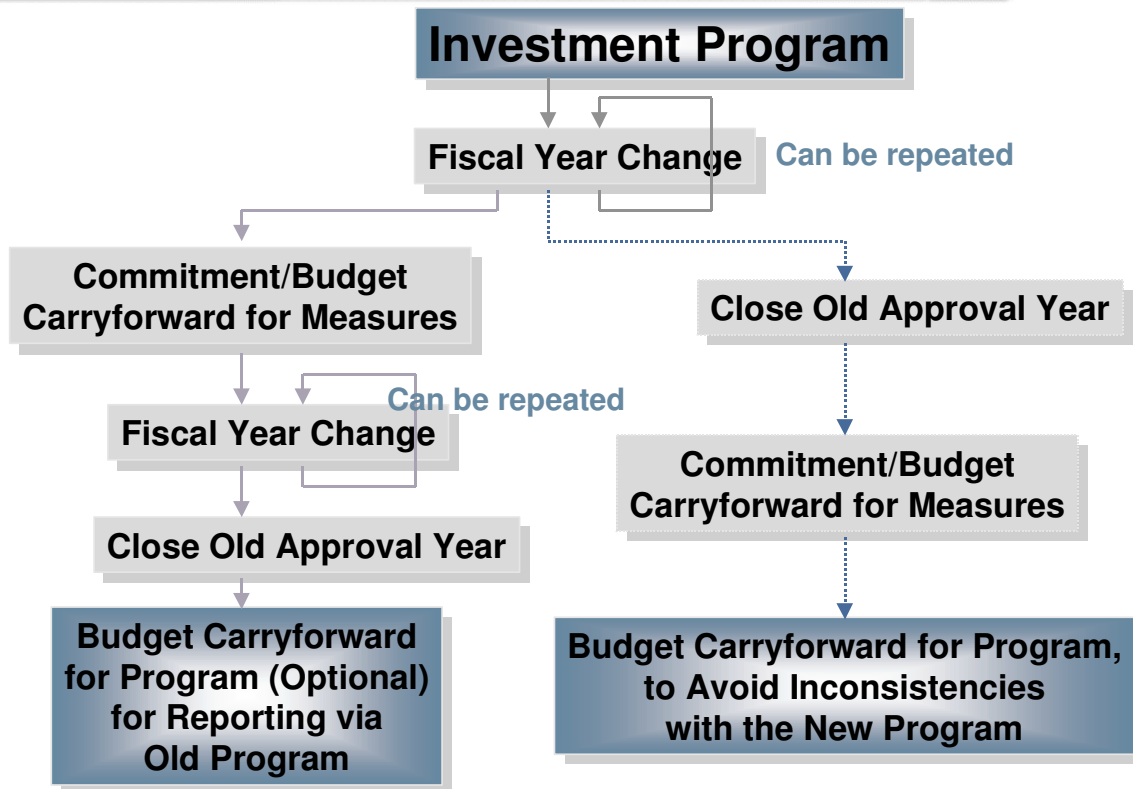 Investment Program
Fiscal Year Change
Can be repeated
Commitment/Budget
Carryforward for Measures
Fiscal Year Change
Can be repeated
Close Old Approval Year
Budget Carryforward
for Program (Optional)
for Reporting via
Old Program
Close Old Approval Year
Commitment/Budget
Carryforward for Measures
Budget Carryforward for Program,
to Avoid Inconsistencies
with the New Program